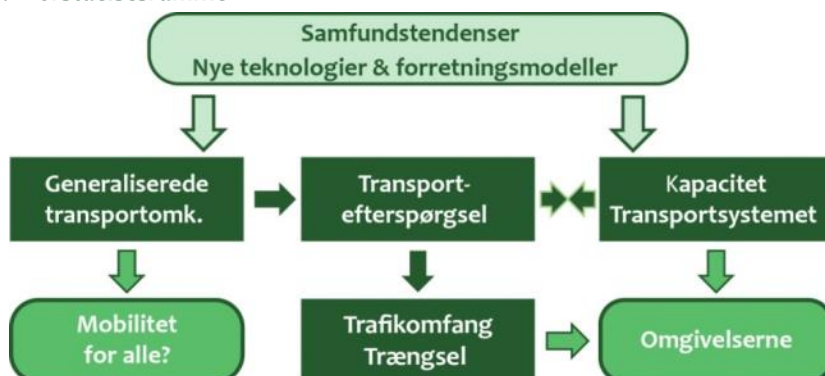 Samfundstendenser
Nye teknologier & forretningsmodeller
Generaliserede
transportomk.
Transport-
efterspørgsel
Kapacitet
Transportsystemet
Mobilitet
for alle?
Trafikomfang
Trængsel
Omgivelserne